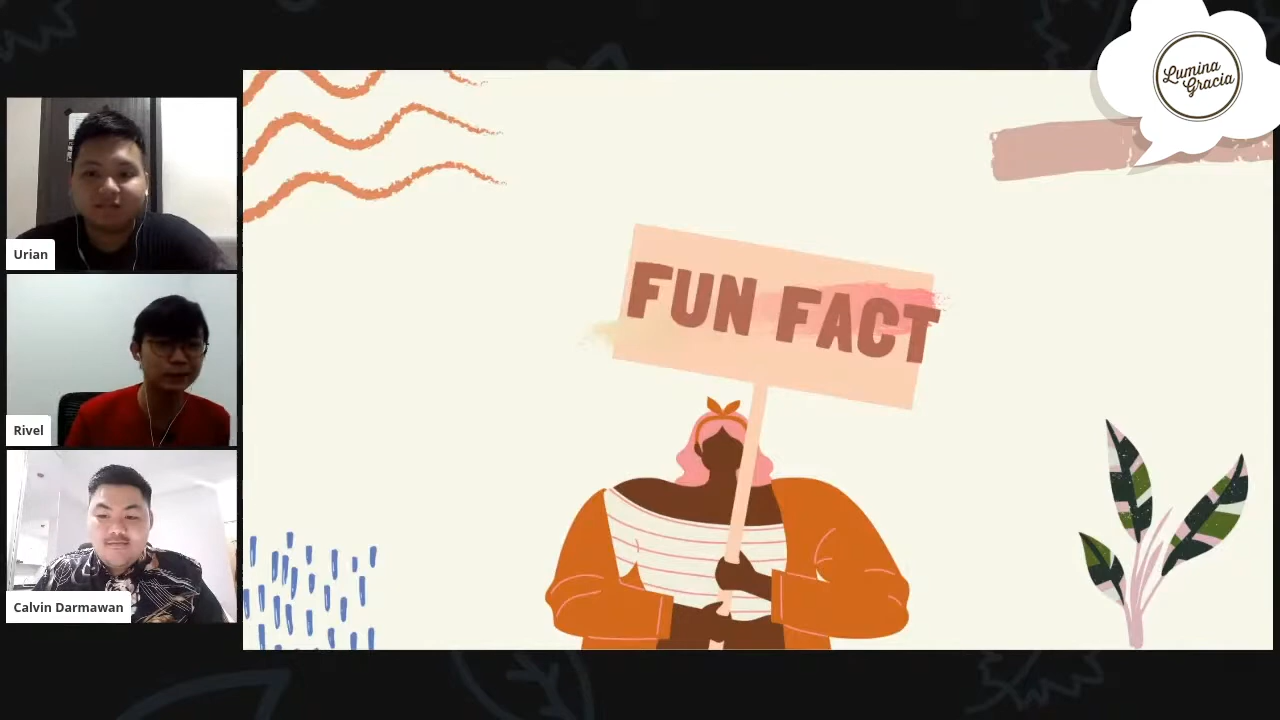 Lumina
Gracia
FUN FACT
Urian
Rivel
Calvin Darmawan